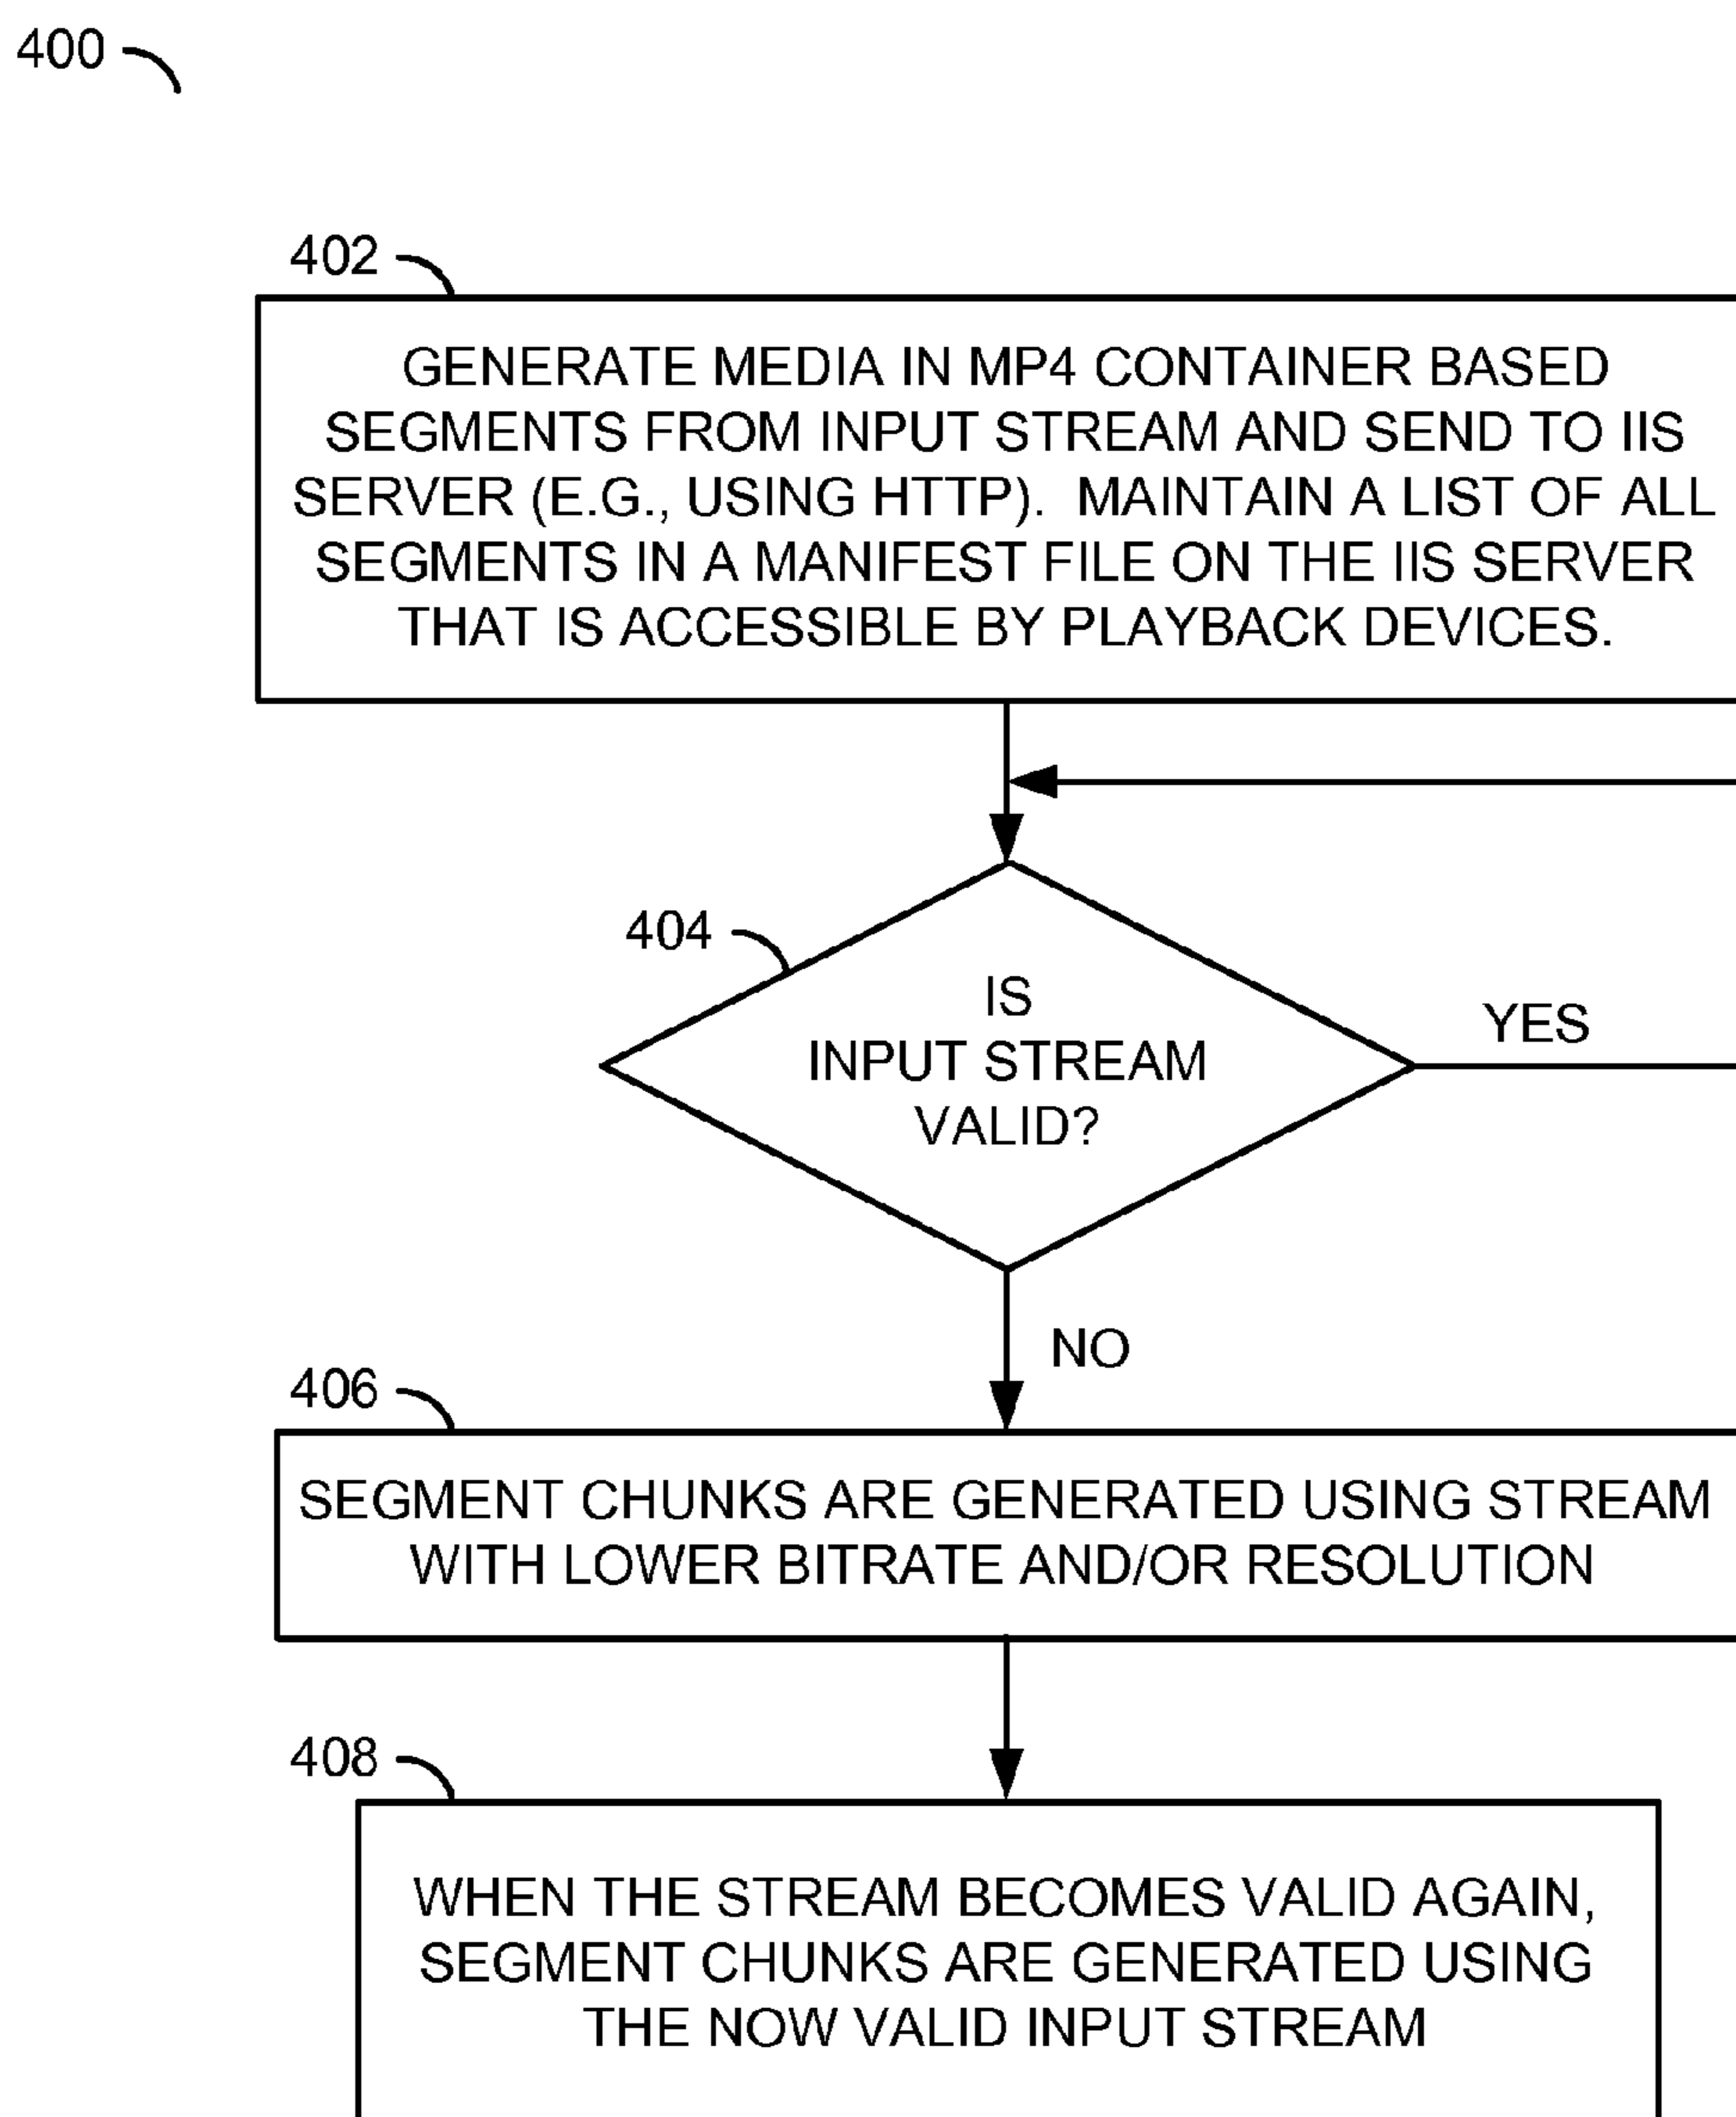 400
402
GENERATE MEDIA IN MP4 CONTAINER BASED
SEGMENTS FROM INPUT STREAM AND SEND TO IIS
SERVER (E.G., USING HTTP). MAINTAIN A LIST OF ALL
SEGMENTS IN A MANIFEST FILE ON THE IIS SERVER
THAT IS ACCESSIBLE BY PLAYBACK DEVICES.
404
IS
INPUT STREAM
VALID?
YES
NO
406
SEGMENT CHUNKS ARE GENERATED USING STREAM
WITH LOWER BITRATE AND/OR RESOLUTION
408
WHEN THE STREAM BECOMES VALID AGAIN,
SEGMENT CHUNKS ARE GENERATED USING
THE NOW VALID INPUT STREAM